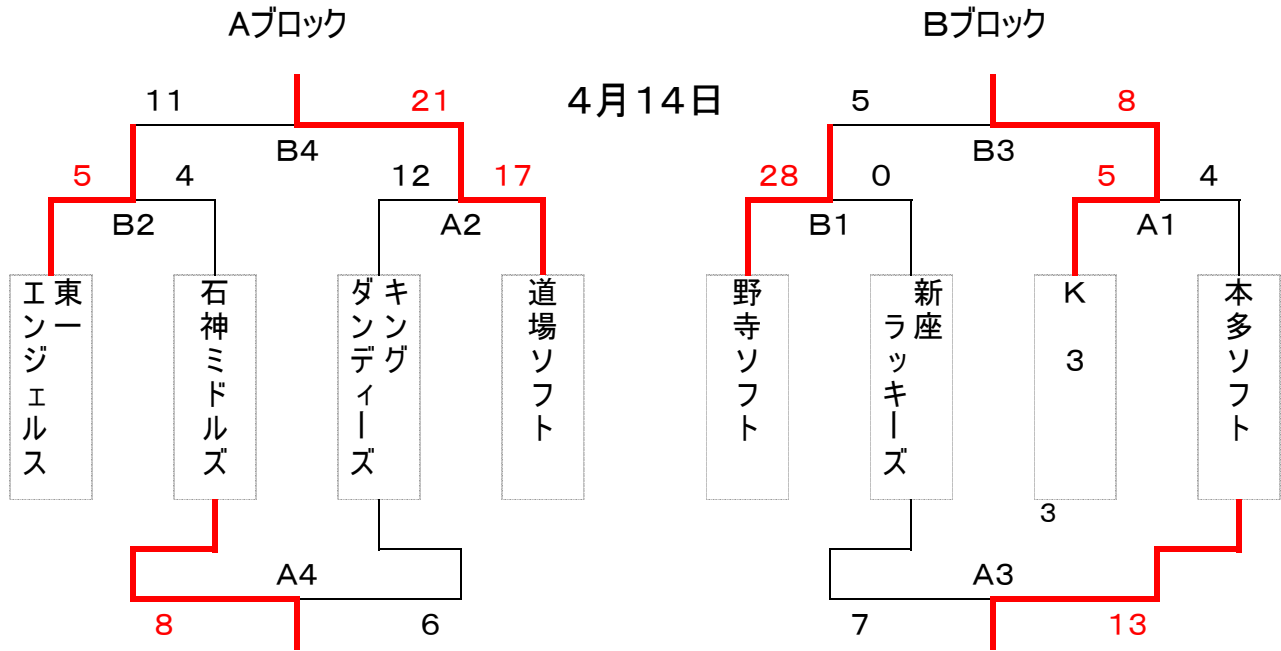 Aブロック
Bブロック
4月14日
11
21
5
8
B4
B3
5
4
12
17
28
0
5
4
B2
A2
B1
A1
東一
エンジェルス
石神ミドルズ
キング
ダンディーズ
道場ソフト
野寺ソフト
新座
ラッキーズ
K3
本多ソフト
3
A4
A3
8
6
7
13